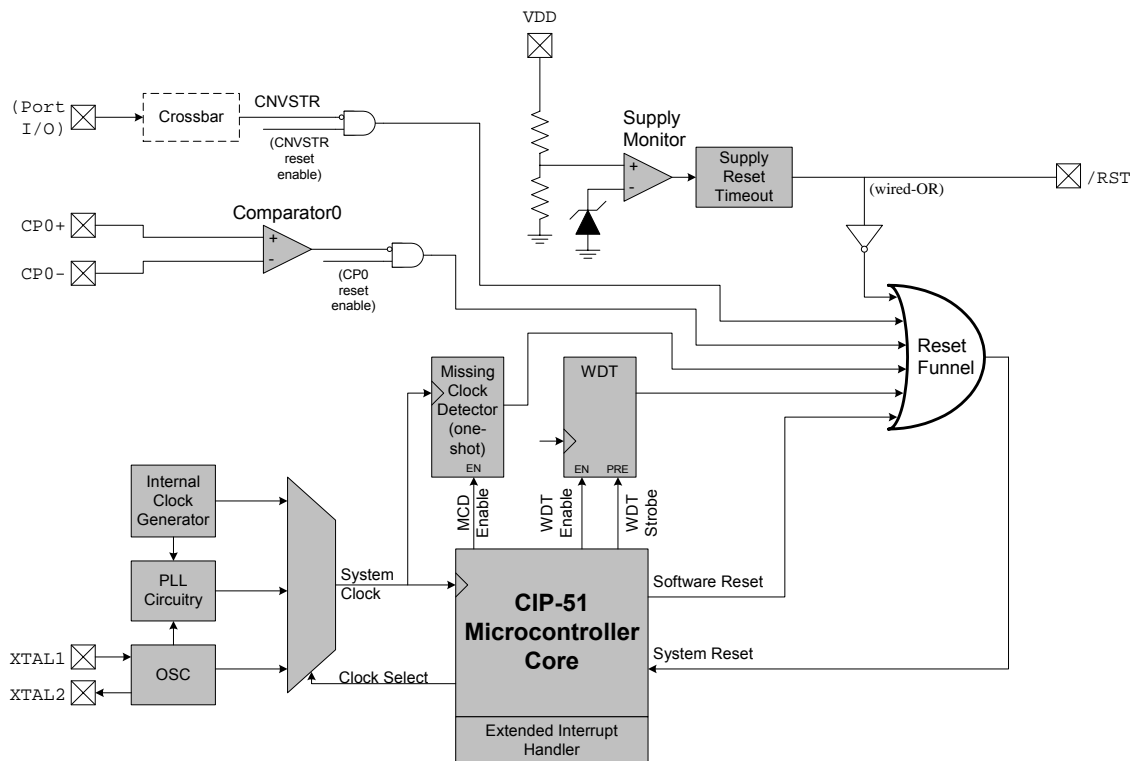 VDD
(Port
I/O)
Crossbar
CNVSTR
(CNVSTR
reset
enable)
Supply
Monitor
+
-
Supply
Reset
Timeout
(wired-OR)
/RST
CP0+
CP0-
Comparator0
+
-
(CP0
reset
enable)
Reset
Funnel
Missing
Clock
Detector
(one-
shot)
EN
WDT
EN
PRE
MCD
Enable
WDT
Enable
WDT
Strobe
Internal
Clock
Generator
PLL
Circuitry
OSC
XTAL1
XTAL2
System
Clock
Clock Select
CIP-51
Microcontroller
Core
Software Reset
System Reset
Extended Interrupt
Handler